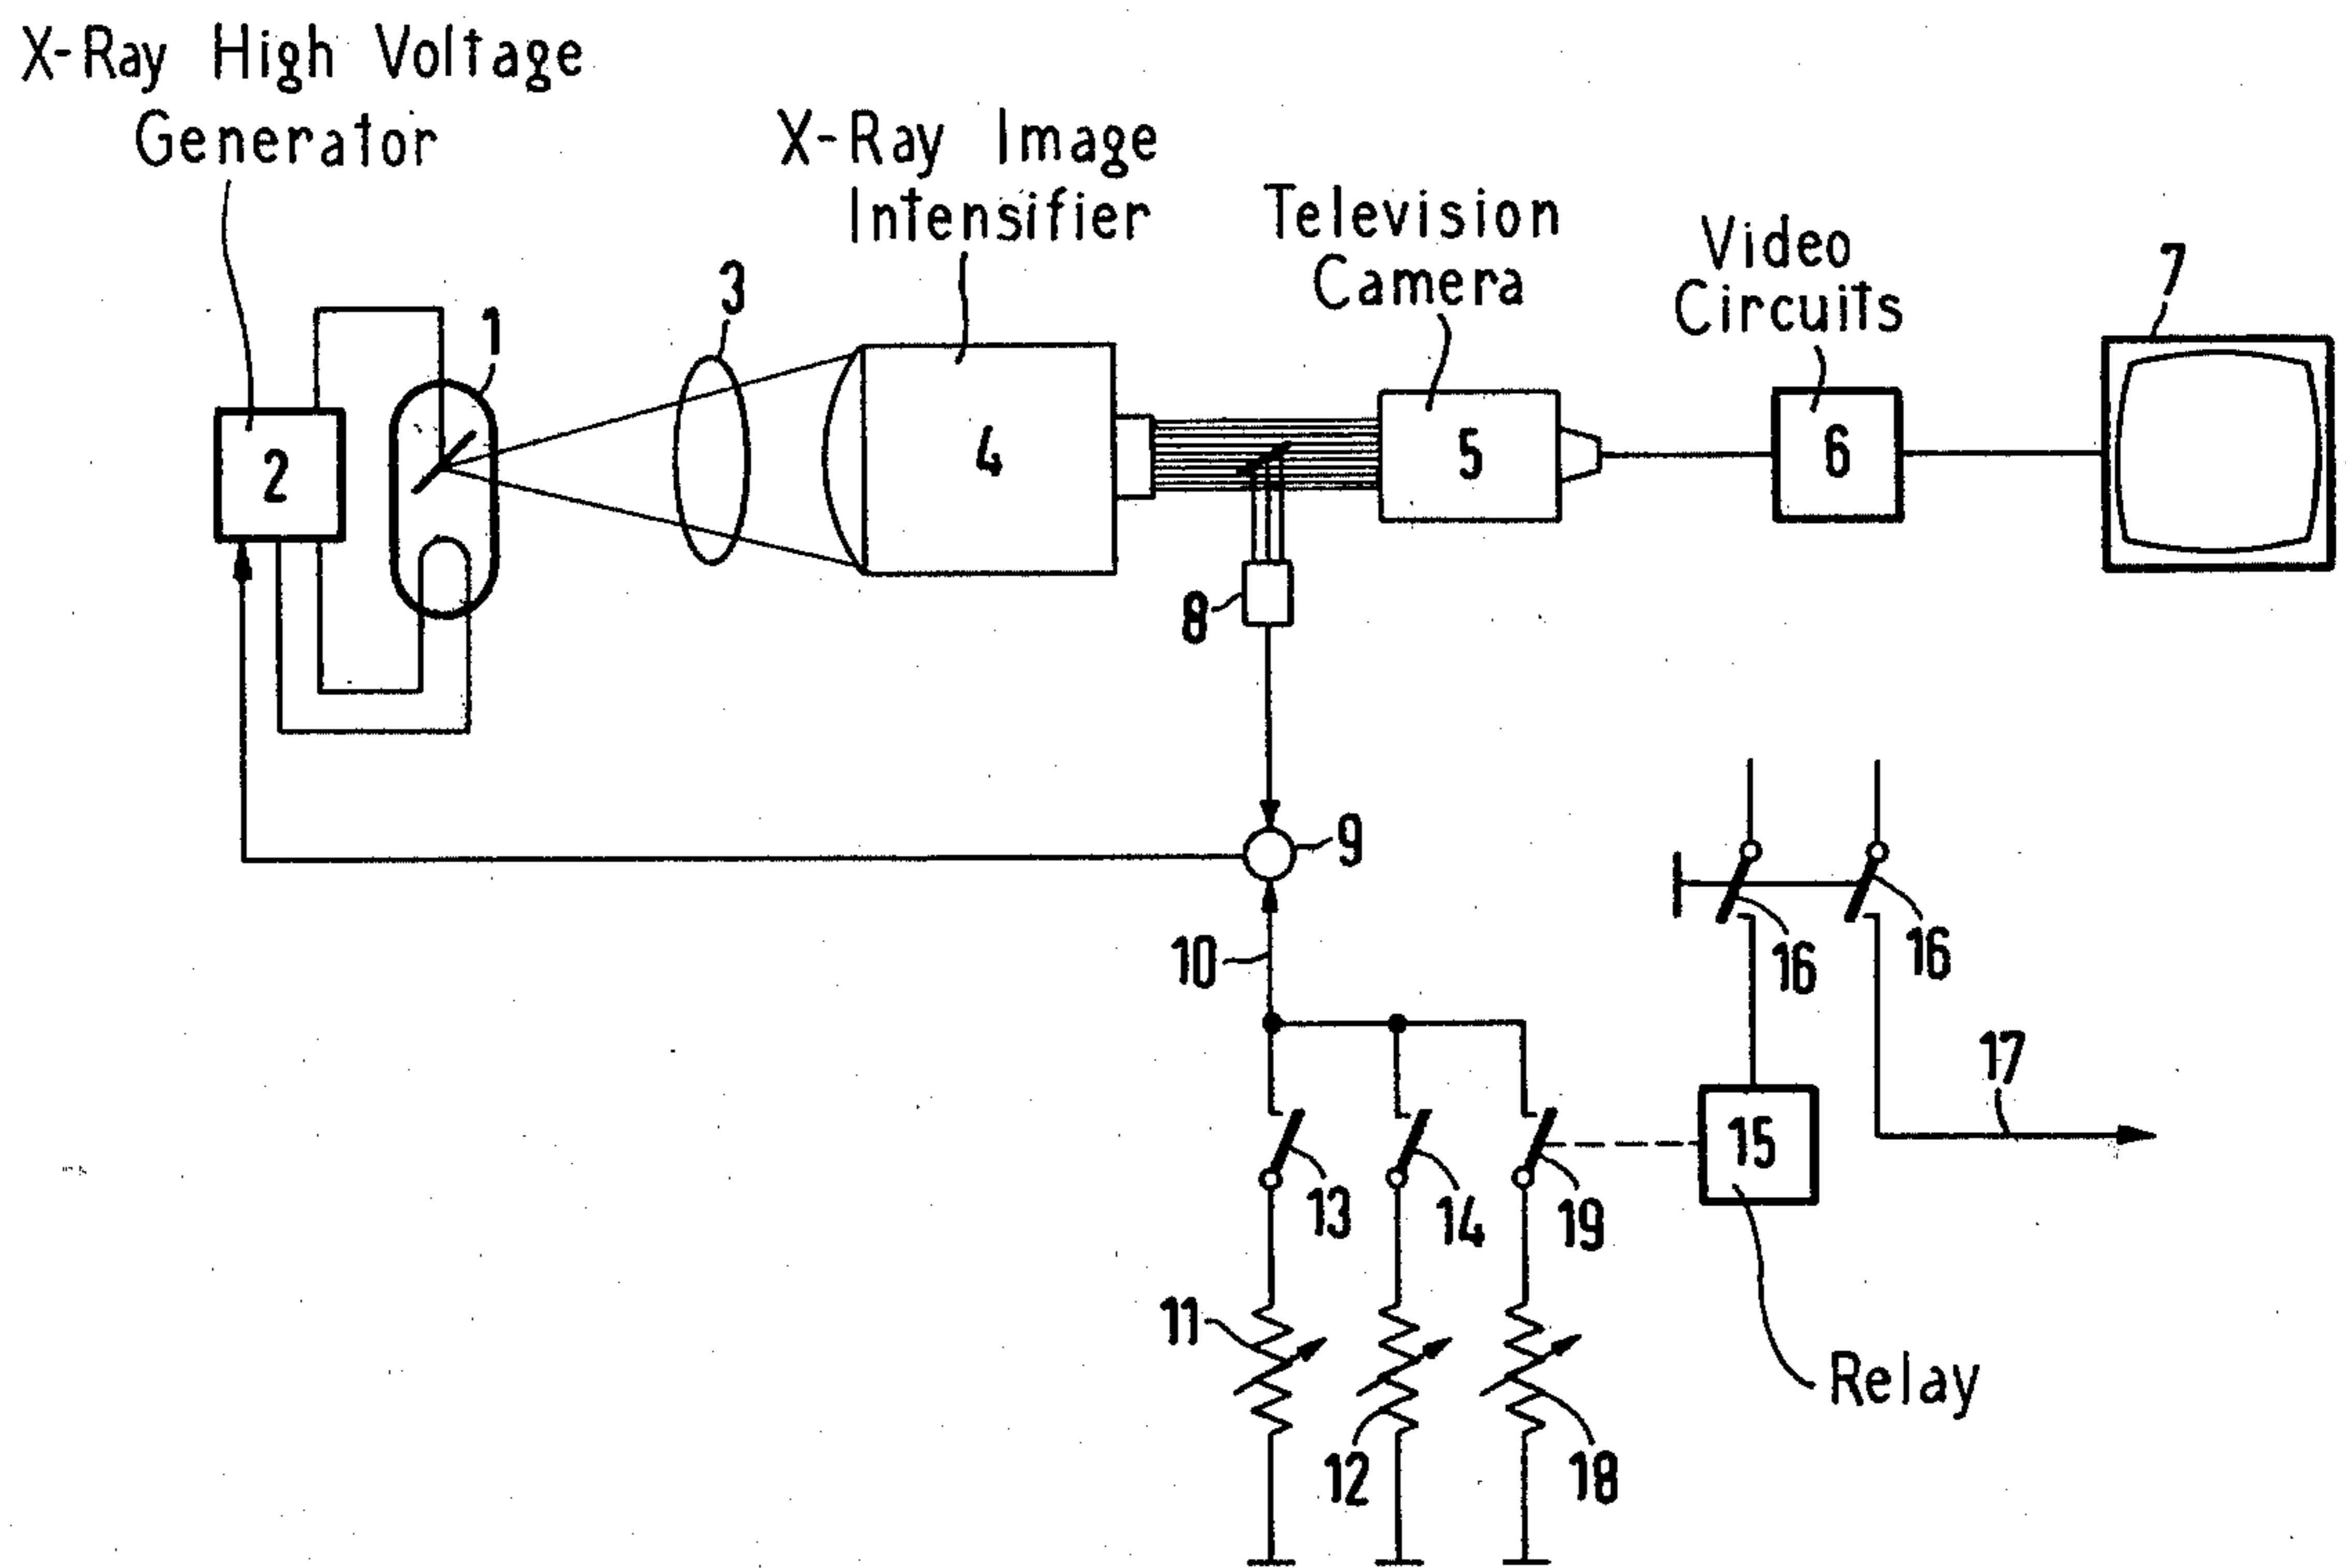 X-Ray High Voltage
Generator
X-Ray Image
Intensifier
Television
Camera
Video
Circuits
7
3
1
2
4
5
6
8
9
10
16
16
17
15
13
14
19
11
12
18
Relay